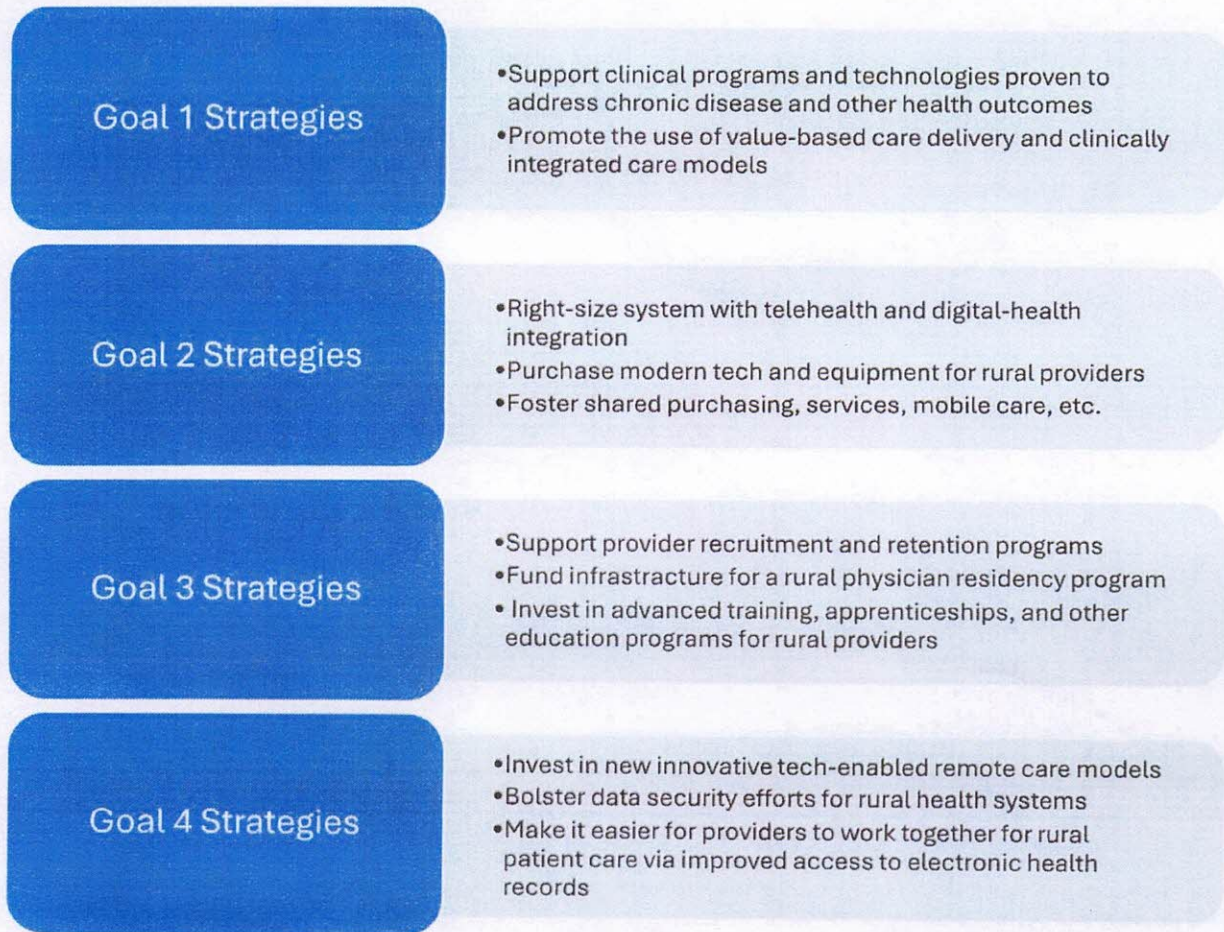 Goal 1 Strategies
•Support clinical programs and technologies proven to
address chronic disease and other health outcomes
•Promote the use of value-based care delivery and clinically
integrated care models
Goal 2 Strategies
•Right-size system with telehealth and digital-health
integration
•Purchase modern tech and equipment for rural providers
•Foster shared purchasing, services, mobile care, etc.
Goal 3 Strategies
•Support provider recruitment and retention programs
•Fund infrastracture for a rural physician residency program
• Invest in advanced training, apprenticeships, and other
education programs for rural providers
Goal 4 Strategies
•Invest in new innovative tech-enabled remote care models
•Bolster data security efforts for rural health systems
•Make it easier for providers to work together for rural
patient care via improved access to electronic health
records